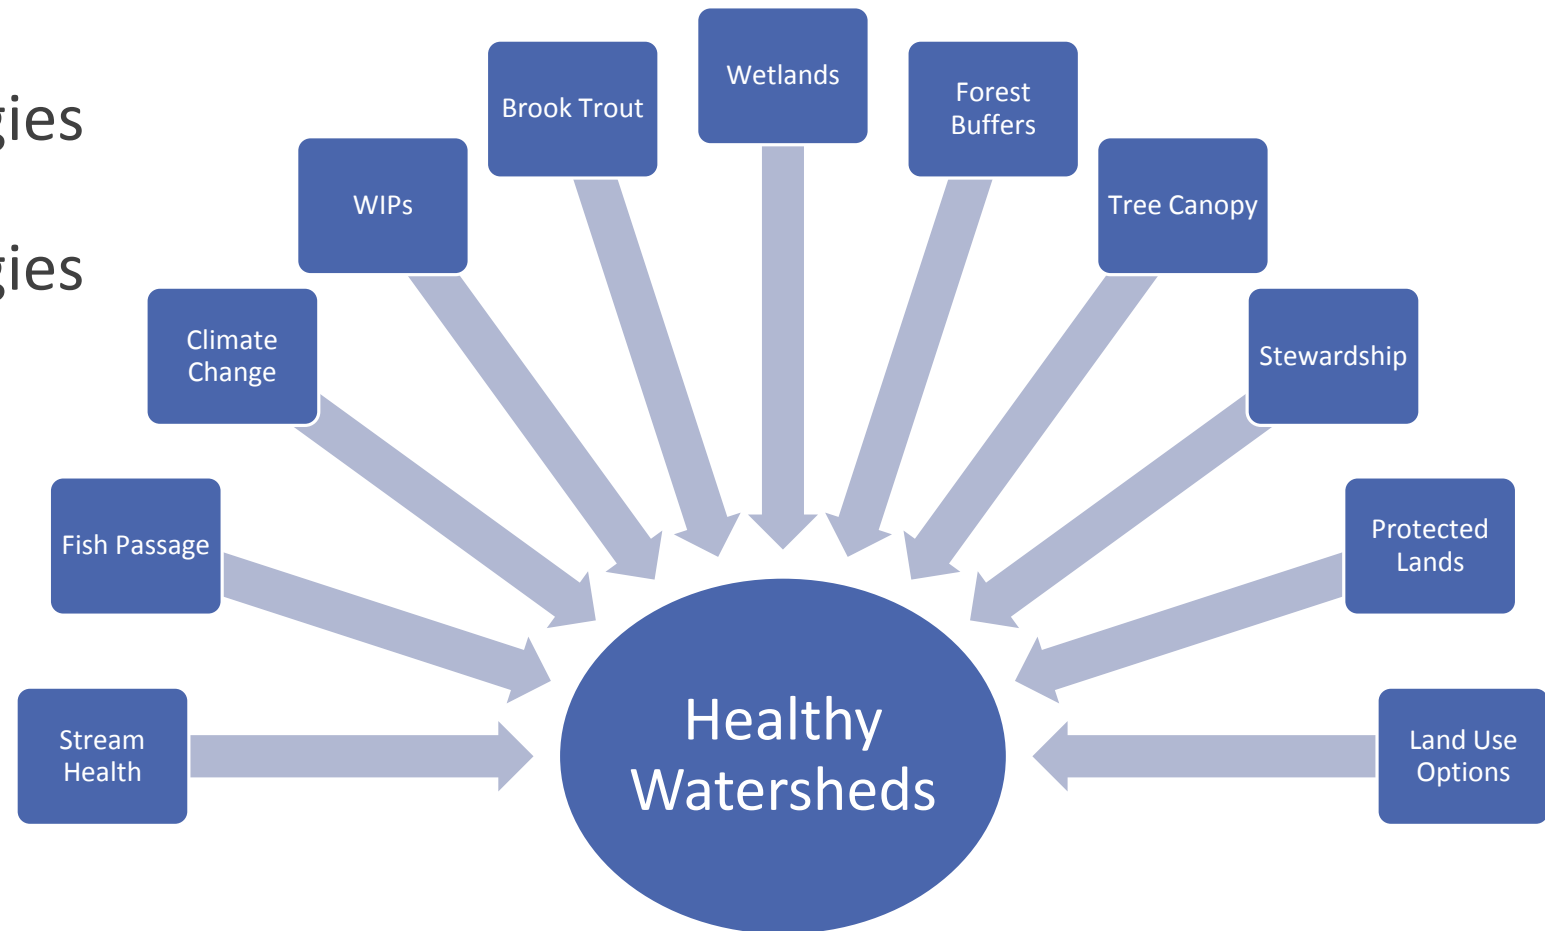 gies
gies
Wetlands
Brook Trout
Forest
Buffers
WIPs
Tree Canopy
Climate
Change
Stewardship
Fish Passage
Protected
Lands
Stream
Health
Land Use
Options
Healthy
Watersheds